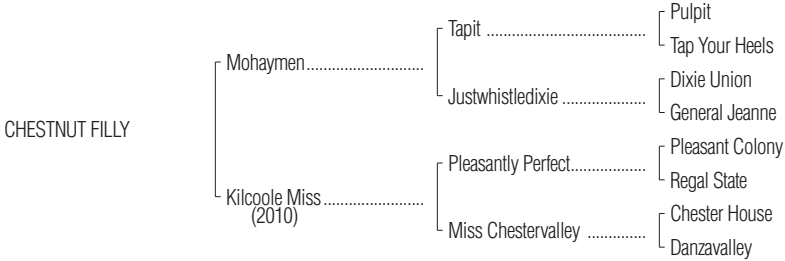 Pulpit
Tapit
Tap Your Heels
Mohaymen
Dixie Union
Justwhistledixie
General Jeanne
CHESTNUT FILLY
Pleasant Colony
Pleasantly Perfect
Regal State
Kilcoole Miss
(2010)
Chester House
Miss Chestervalley
Danzavalley